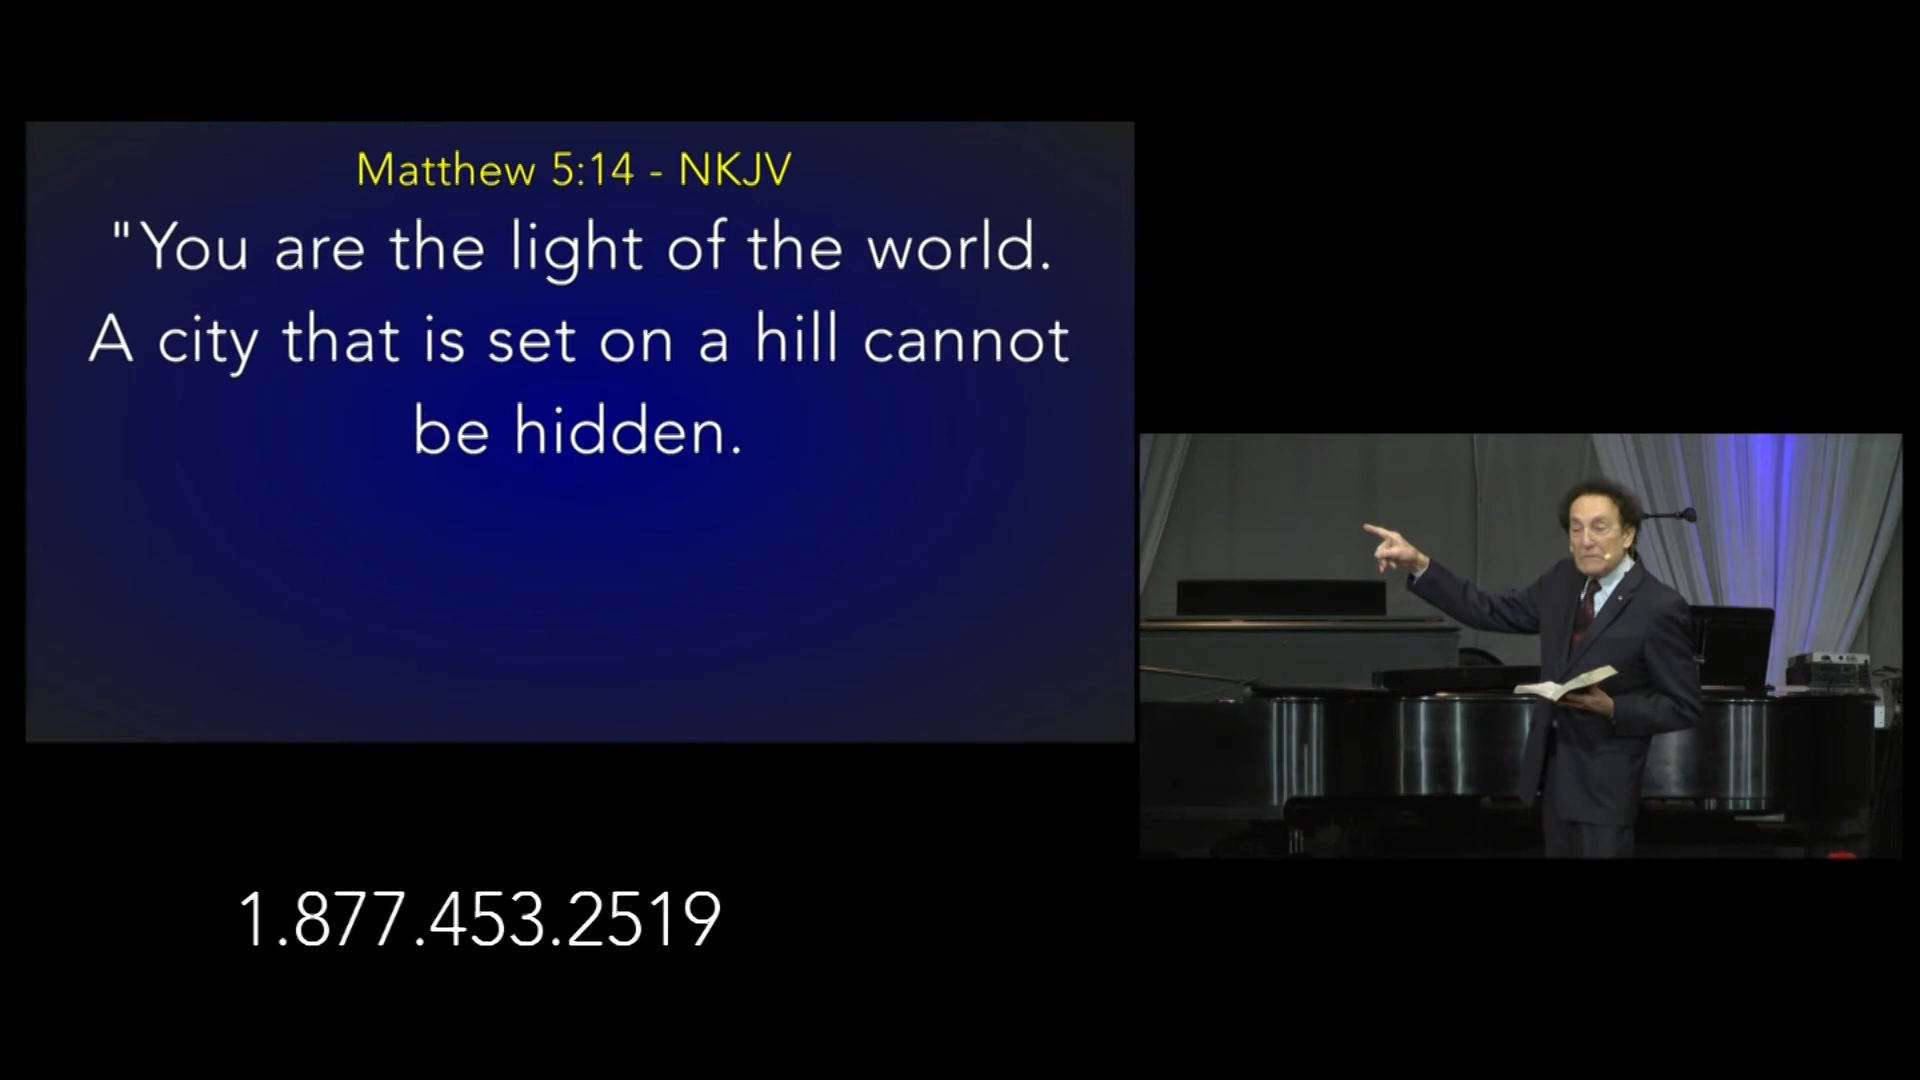 Matthew 5:14 - NKJV
"You are the light of the world.
A city that is set on a hill cannot
be hidden.
1.877.453.2519